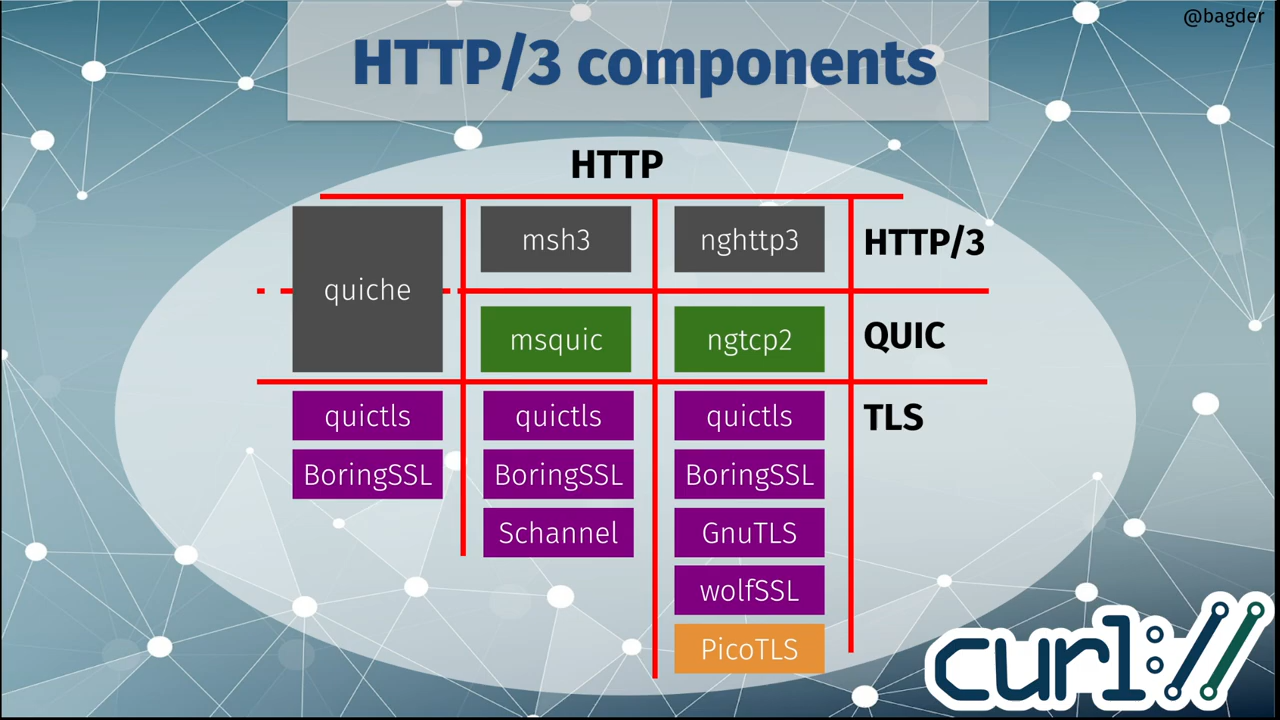 @bagder
HTTP/3 components
HTTP
msh3
nghttp3
HTTP/3
quiche
msquic
ngtcp2
QUIC
quictls
quictls
quictls
TLS
BoringSSL
BoringSSL
BoringSSL
Schannel
GnuTLS
wolfSSL
PicoTLS
curl://